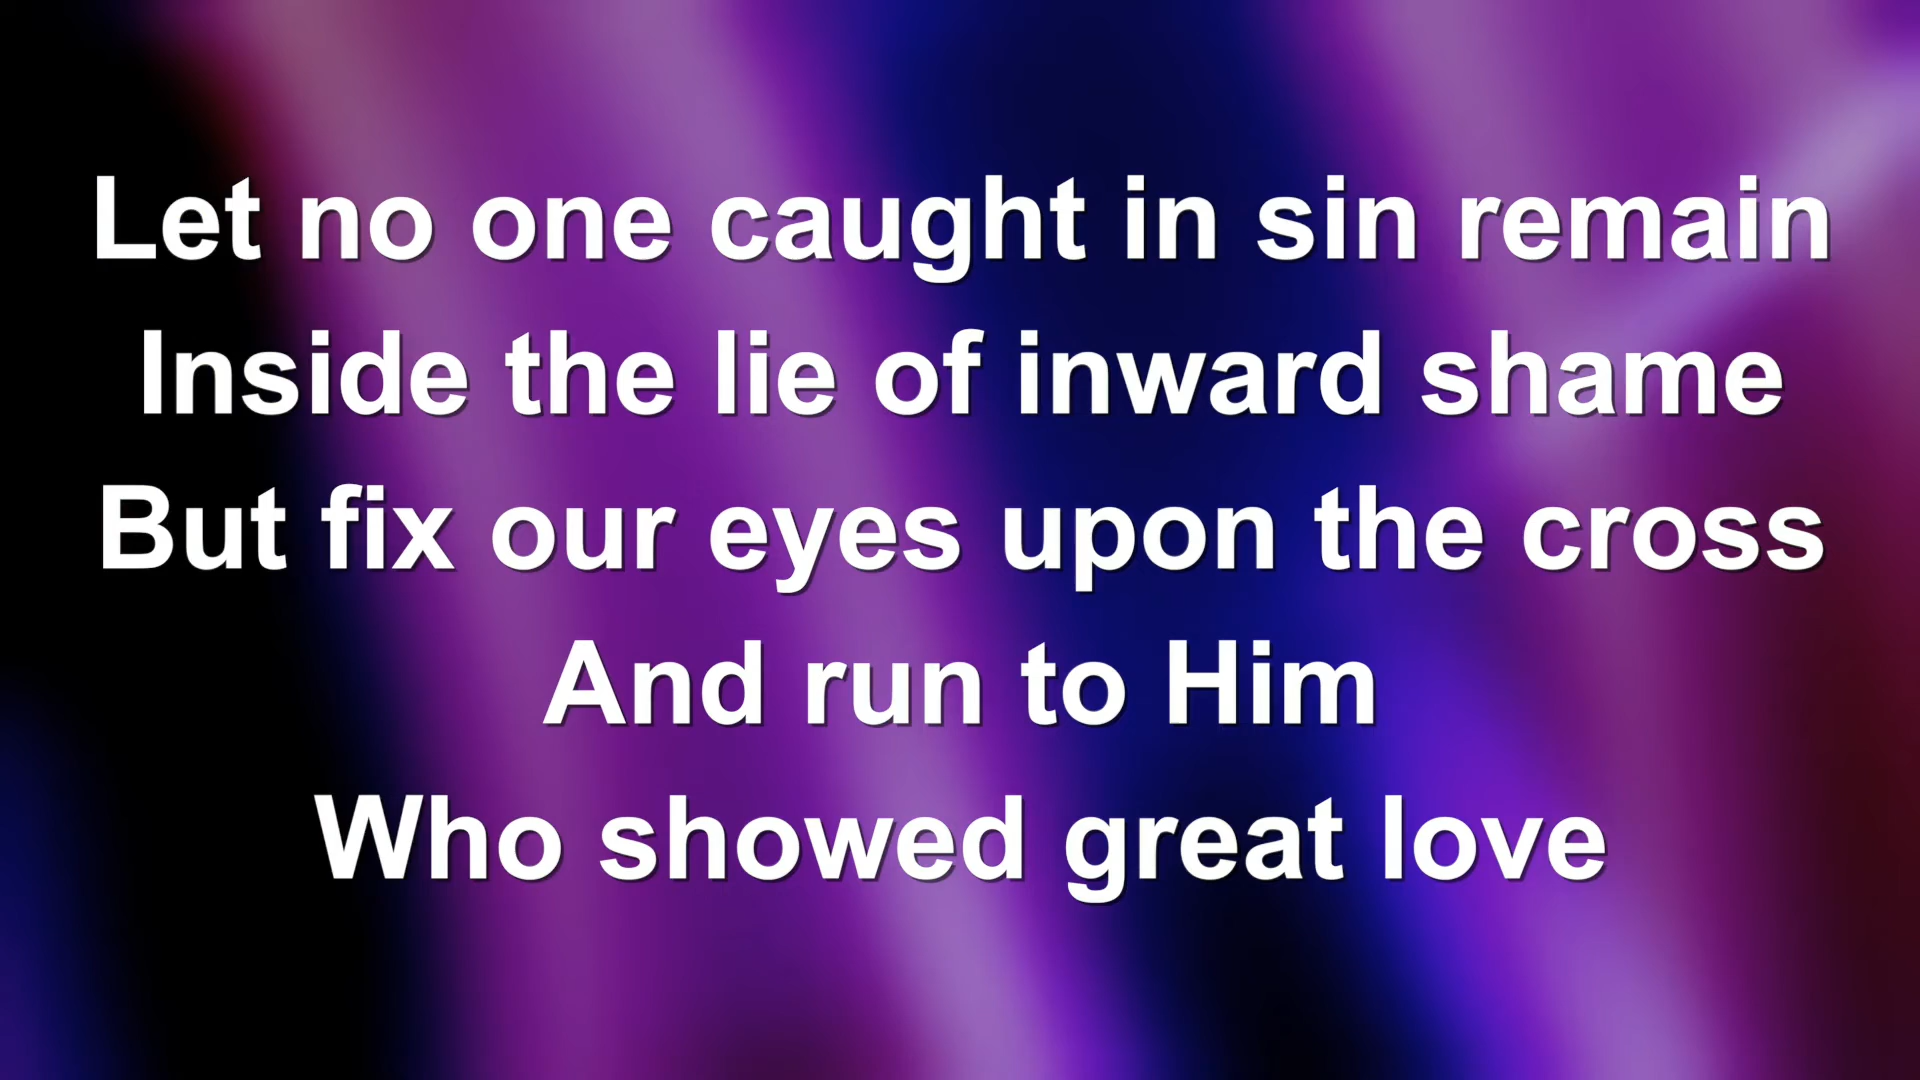 Let no one caught in sin remain
Inside the lie of inward shame
But fix our eyes upon the cross
And run to Him
Who showed great love